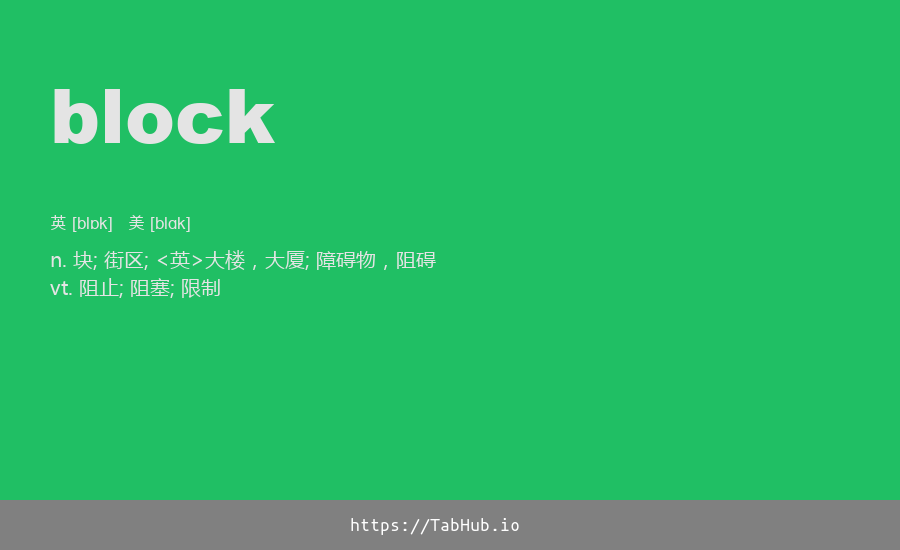 block
英 [blɒk] 美 [blɑk]
n. 块; 街区; <英>大楼，大厦; 障碍物，阻碍
vt. 阻止; 阻塞; 限制
https://TabHub.io